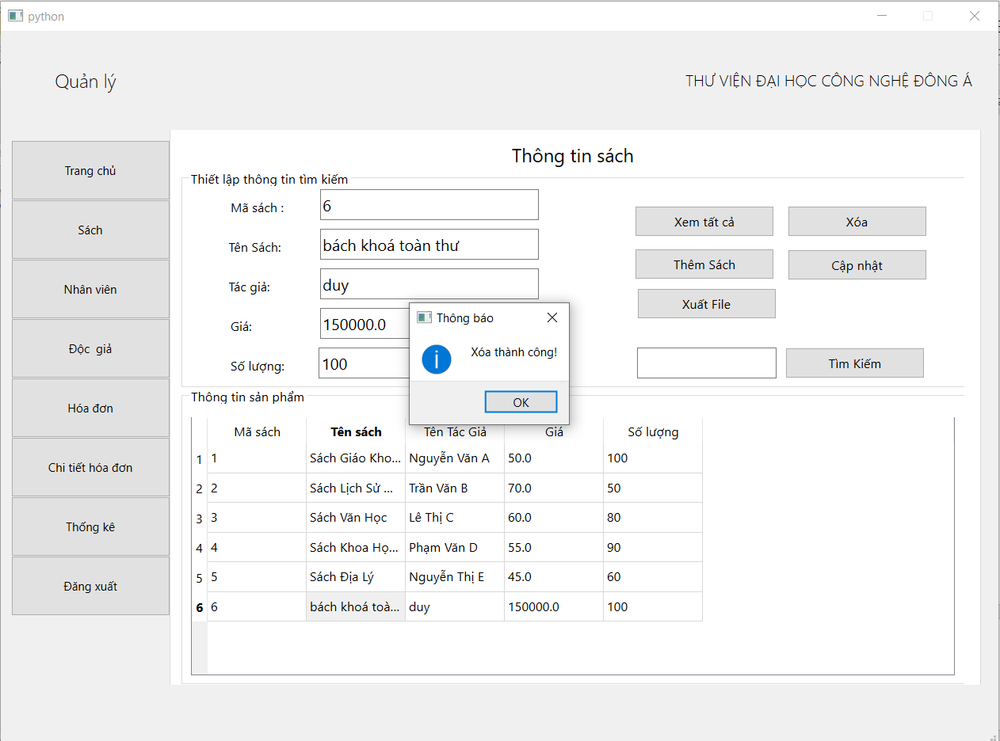 python
Quản lý
THƯ VIỆN ĐẠI HỌC CÔNG NGHỆ ĐÔNG Á
Trang chủ
Sách
Nhân viên
Độc giả
Hóa đơn
Chi tiết hóa đơn
Thống kê
Đăng xuất
Thông tin sách
Thiết lập thông tin tìm kiếm
Mã sách : 6
Tên Sách: bách khoá toàn thư
Tác giả: duy
Giá: 150000.0
Số lượng: 100
Xem tất cả Xóa
Thêm Sách Cập nhật
Xuất File
Tìm Kiếm
Thông báo
Xóa thành công!
OK
Thông tin sản phẩm
Mã sách Tên sách Tên Tác Giả Giá Số lượng
1 1 Sách Giáo Kho... Nguyễn Văn A 50.0 100
2 2 Sách Lịch Sử ... Trần Văn B 70.0 50
3 3 Sách Văn Học Lê Thị C 60.0 80
4 4 Sách Khoa Họ... Phạm Văn D 55.0 90
5 5 Sách Địa Lý Nguyễn Thị E 45.0 60
6 6 bách khoá toà... duy 150000.0 100